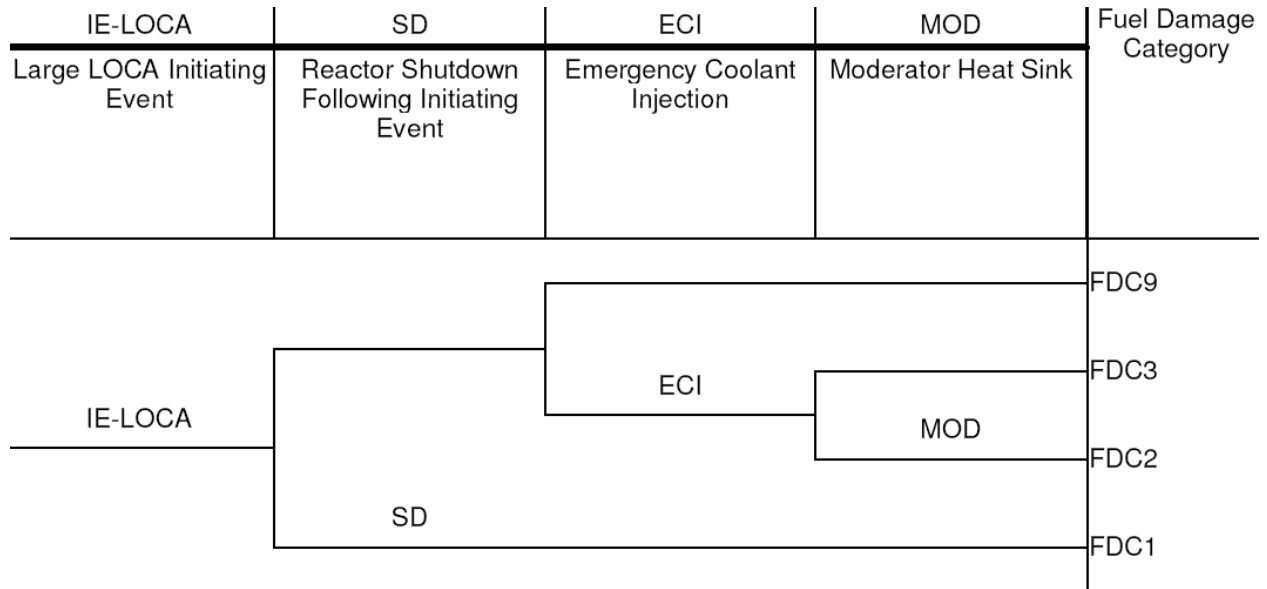 IE-LOCA
SD
ECI
MOD
Fuel Damage
Category
Large LOCA Initiating
Event
Reactor Shutdown
Following Initiating
Event
Emergency Coolant
Injection
Moderator Heat Sink
FDC9
FDC3
ECI
IE-LOCA
MOD
FDC2
SD
FDC1